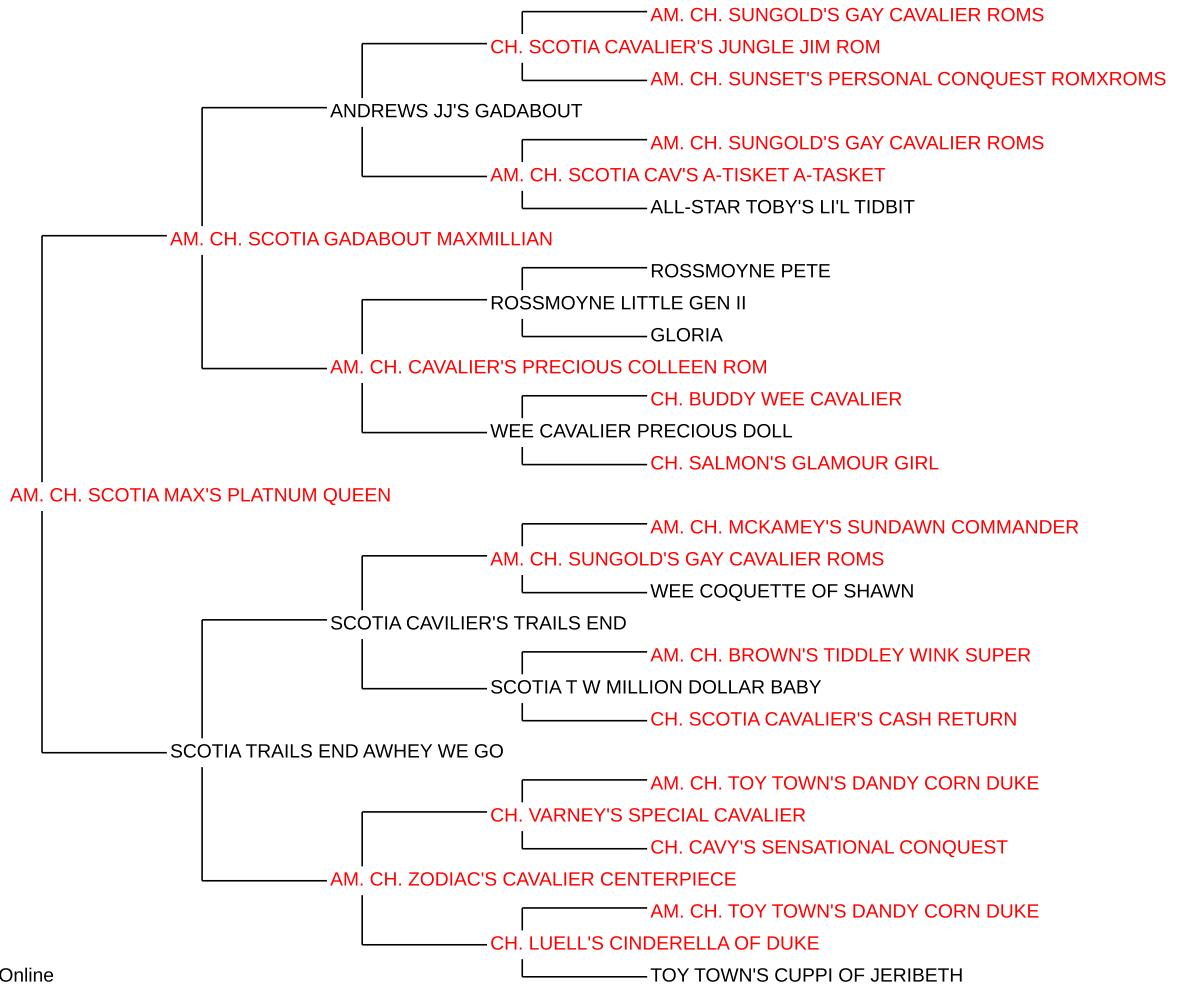 AM. CH. SUNGOLD'S GAY CAVALIER ROMS
CH. SCOTIA CAVALIER'S JUNGLE JIM ROM
AM. CH. SUNSET'S PERSONAL CONQUEST ROMXROMS
ANDREWS JJ'S GADABOUT
AM. CH. SUNGOLD'S GAY CAVALIER ROMS
AM. CH. SCOTIA CAV'S A-TISKET A-TASKET
ALL-STAR TOBY'S LI'L TIDBIT
AM. CH. SCOTIA GADABOUT MAXMILLIAN
ROSSMOYNE PETE
ROSSMOYNE LITTLE GEN II
GLORIA
AM. CH. CAVALIER'S PRECIOUS COLLEEN ROM
CH. BUDDY WEE CAVALIER
WEE CAVALIER PRECIOUS DOLL
CH. SALMON'S GLAMOUR GIRL
AM. CH. SCOTIA MAX'S PLATNUM QUEEN
AM. CH. MCKAMEY'S SUNDAWN COMMANDER
AM. CH. SUNGOLD'S GAY CAVALIER ROMS
WEE COQUETTE OF SHAWN
SCOTIA CAVILIER'S TRAILS END
AM. CH. BROWN'S TIDDLEY WINK SUPER
SCOTIA T W MILLION DOLLAR BABY
CH. SCOTIA CAVALIER'S CASH RETURN
SCOTIA TRAILS END AWHEY WE GO
AM. CH. TOY TOWN'S DANDY CORN DUKE
CH. VARNEY'S SPECIAL CAVALIER
CH. CAVY'S SENSATIONAL CONQUEST
AM. CH. ZODIAC'S CAVALIER CENTERPIECE
AM. CH. TOY TOWN'S DANDY CORN DUKE
CH. LUELL'S CINDERELLA OF DUKE
TOY TOWN'S CUPPI OF JERIBETH
Online